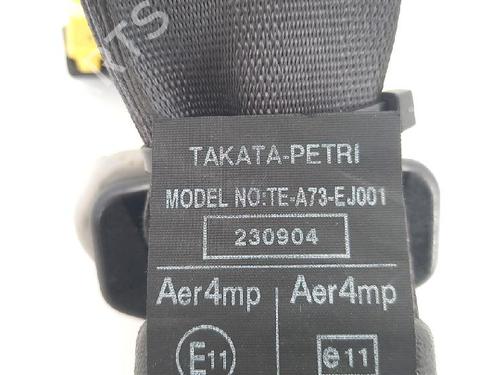 TAKATA-PETRI
MODEL NO:TE-A73-EJ001
230904
Aer4mp Aer4mp
E11 e11